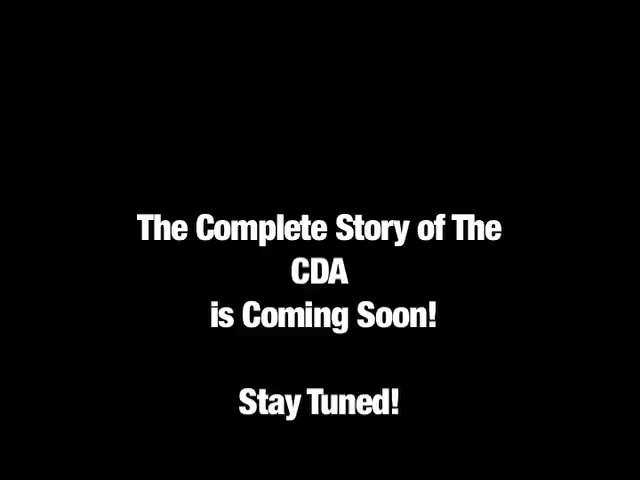 The Complete Story of The
CDA
is Coming Soon!
Stay Tuned!